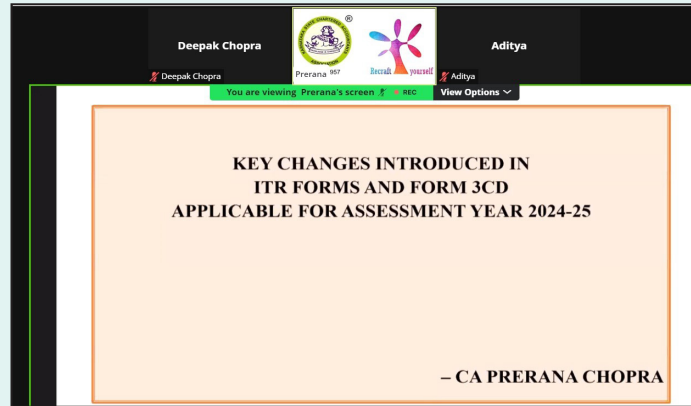 Deepak Chopra
Aditya
Deepak Chopra
Prerana 957
Recraft yourself
Aditya
You are viewing Prerana's screen REC View Options
KEY CHANGES INTRODUCED IN
ITR FORMS AND FORM 3CD
APPLICABLE FOR ASSESSMENT YEAR 2024-25
– CA PRERANA CHOPRA